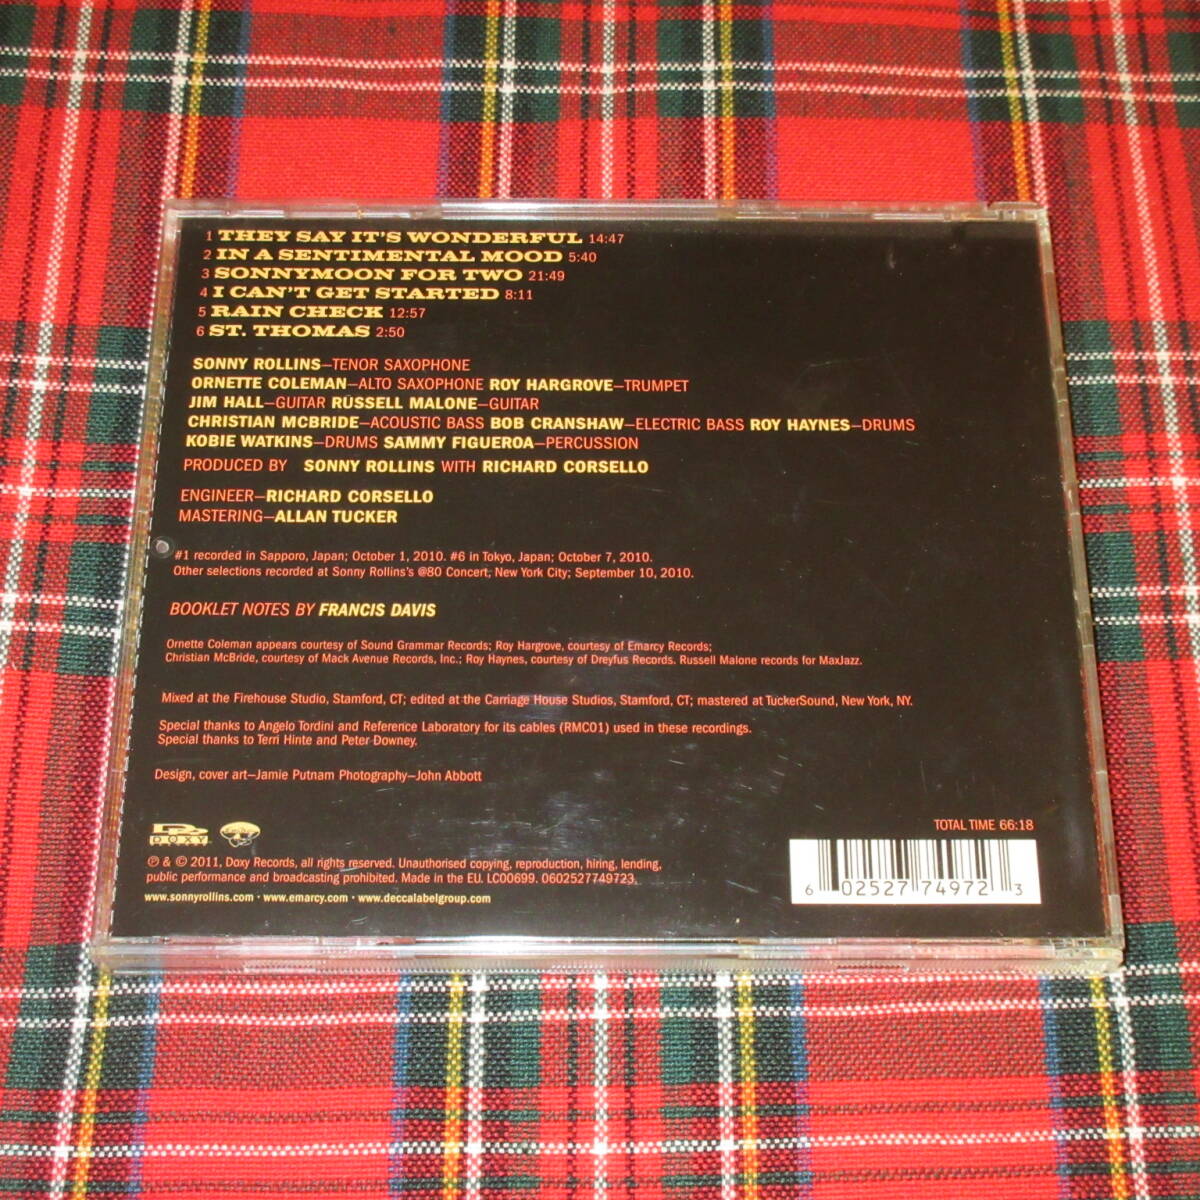 1 THEY SAY IT'S WONDERFUL 14:47
2 IN A SENTIMENTAL MOOD 5:40
3 SONNYMOON FOR TWO 21:49
4 I CAN'T GET STARTED 8:11
5 RAIN CHECK 12:57
6 ST. THOMAS 2:50
SONNY ROLLINS—TENOR SAXOPHONE
ORNETTE COLEMAN—ALTO SAXOPHONE ROY HARGROVE—TRUMPET
JIM HALL—GUITAR RUSSELL MALONE—GUITAR
CHRISTIAN MCBRIDE—ACOUSTIC BASS BOB CRANSHAW—ELECTRIC BASS ROY HAYNES—DRUMS
KOBIE WATKINS—DRUMS SAMMY FIGUEROA—PERCUSSION
PRODUCED BY SONNY ROLLINS WITH RICHARD CORSELLO
ENGINEER—RICHARD CORSELLO
MASTERING—ALLAN TUCKER
#1 recorded in Sapporo, Japan; October 1, 2010. #6 in Tokyo, Japan; October 7, 2010.
Other selections recorded at Sonny Rollins's @80 Concert, New York City; September 10, 2010.
BOOKLET NOTES BY FRANCIS DAVIS
Ornette Coleman appears courtesy of Sound Grammar Records; Roy Hargrove, courtesy of Emarcy Records;
Christian McBride, courtesy of Mack Avenue Records, Inc.; Roy Haynes, courtesy of Dreyfus Records. Russell Malone records for MaxJazz.
Mixed at the Firehouse Studio, Stamford, CT; edited at the Carriage House Studios, Stamford, CT; mastered at TuckerSound, New York, NY.
Special thanks to Angelo Tordini and Reference Laboratory for its cables (RMC01) used in these recordings.
Special thanks to Terri Hinte and Peter Downey.
Design, cover art—Jamie Putnam Photography—John Abbott
TOTAL TIME 66:18
DOXY
℗ & © 2011, Doxy Records, all rights reserved. Unauthorised copying, reproduction, hiring, lending,
public performance and broadcasting prohibited. Made in the EU. LC00699. 0602527749723.
www.sonnyrollins.com · www.emarcy.com · www.deccalabelgroup.com
6 02527 74972 3